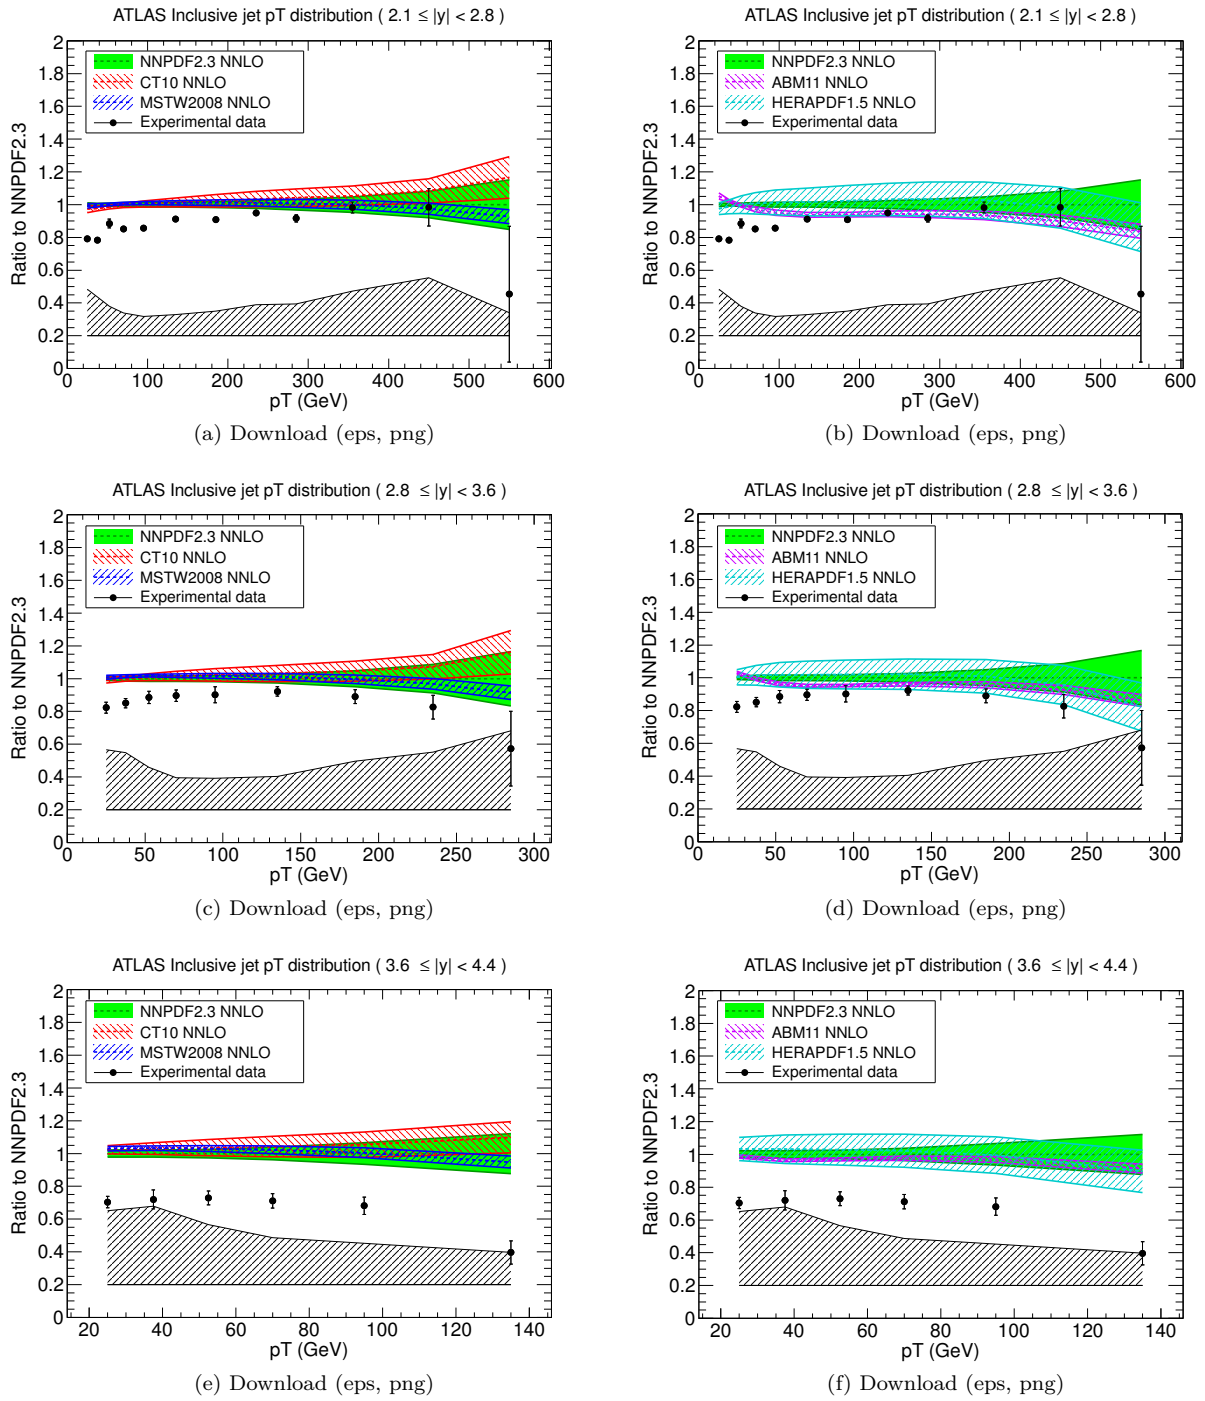 ATLAS Inclusive jet pT distribution ( 2.1 ≤ |y| < 2.8 )
Ratio to NNPDF2.3
2
1.8
1.6
1.4
1.2
1
0.8
0.6
0.4
0.2
0
NNPDF2.3 NNLO
CT10 NNLO
MSTW2008 NNLO
Experimental data
0 100 200 300 400 500 600
pT (GeV)
(a) Download (eps, png)
ATLAS Inclusive jet pT distribution ( 2.1 ≤ |y| < 2.8 )
Ratio to NNPDF2.3
2
1.8
1.6
1.4
1.2
1
0.8
0.6
0.4
0.2
0
NNPDF2.3 NNLO
ABM11 NNLO
HERAPDF1.5 NNLO
Experimental data
0 100 200 300 400 500 600
pT (GeV)
(b) Download (eps, png)
ATLAS Inclusive jet pT distribution ( 2.8 ≤ |y| < 3.6 )
Ratio to NNPDF2.3
2
1.8
1.6
1.4
1.2
1
0.8
0.6
0.4
0.2
0
NNPDF2.3 NNLO
CT10 NNLO
MSTW2008 NNLO
Experimental data
0 50 100 150 200 250 300
pT (GeV)
(c) Download (eps, png)
ATLAS Inclusive jet pT distribution ( 2.8 ≤ |y| < 3.6 )
Ratio to NNPDF2.3
2
1.8
1.6
1.4
1.2
1
0.8
0.6
0.4
0.2
0
NNPDF2.3 NNLO
ABM11 NNLO
HERAPDF1.5 NNLO
Experimental data
0 50 100 150 200 250 300
pT (GeV)
(d) Download (eps, png)
ATLAS Inclusive jet pT distribution ( 3.6 ≤ |y| < 4.4 )
Ratio to NNPDF2.3
2
1.8
1.6
1.4
1.2
1
0.8
0.6
0.4
0.2
0
NNPDF2.3 NNLO
CT10 NNLO
MSTW2008 NNLO
Experimental data
20 40 60 80 100 120 140
pT (GeV)
(e) Download (eps, png)
ATLAS Inclusive jet pT distribution ( 3.6 ≤ |y| < 4.4 )
Ratio to NNPDF2.3
2
1.8
1.6
1.4
1.2
1
0.8
0.6
0.4
0.2
0
NNPDF2.3 NNLO
ABM11 NNLO
HERAPDF1.5 NNLO
Experimental data
20 40 60 80 100 120 140
pT (GeV)
(f) Download (eps, png)